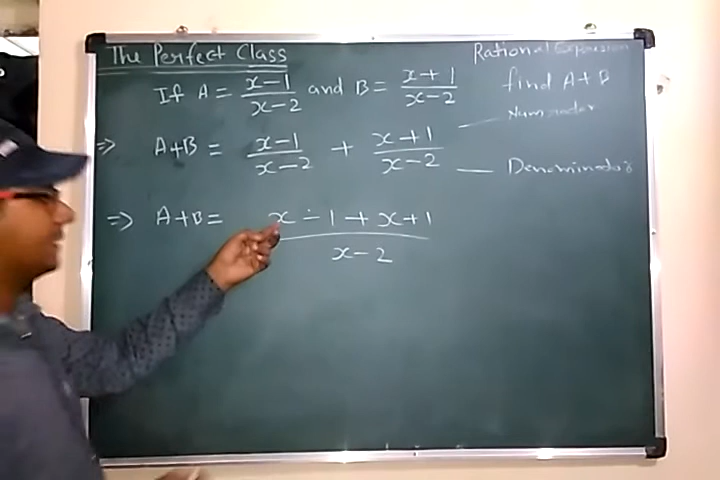 The Perfect Class
Rational Expression
If A = x-1/x-2 and B = x+1/x-2 find A+B
⇒ A+B = x-1/x-2 + x+1/x-2
Numerator
Denominator
⇒ A+B = x-1+x+1/x-2